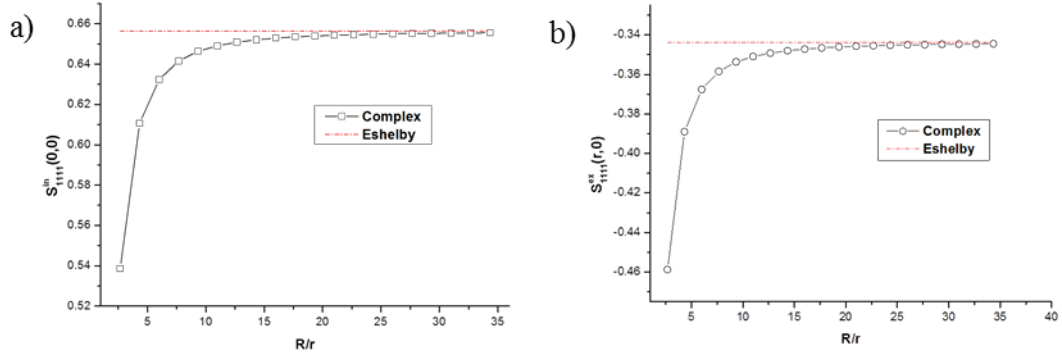 a)
0.66
0.64
0.62
0.60
0.58
0.56
0.54
0.52
5 10 15 20 25 30 35
S^in_1111(0,0)
R/r
Complex
Eshelby
b)
-0.34
-0.36
-0.38
-0.40
-0.42
-0.44
-0.46
5 10 15 20 25 30 35 40
S^ex_1111(r,0)
R/r
Complex
Eshelby